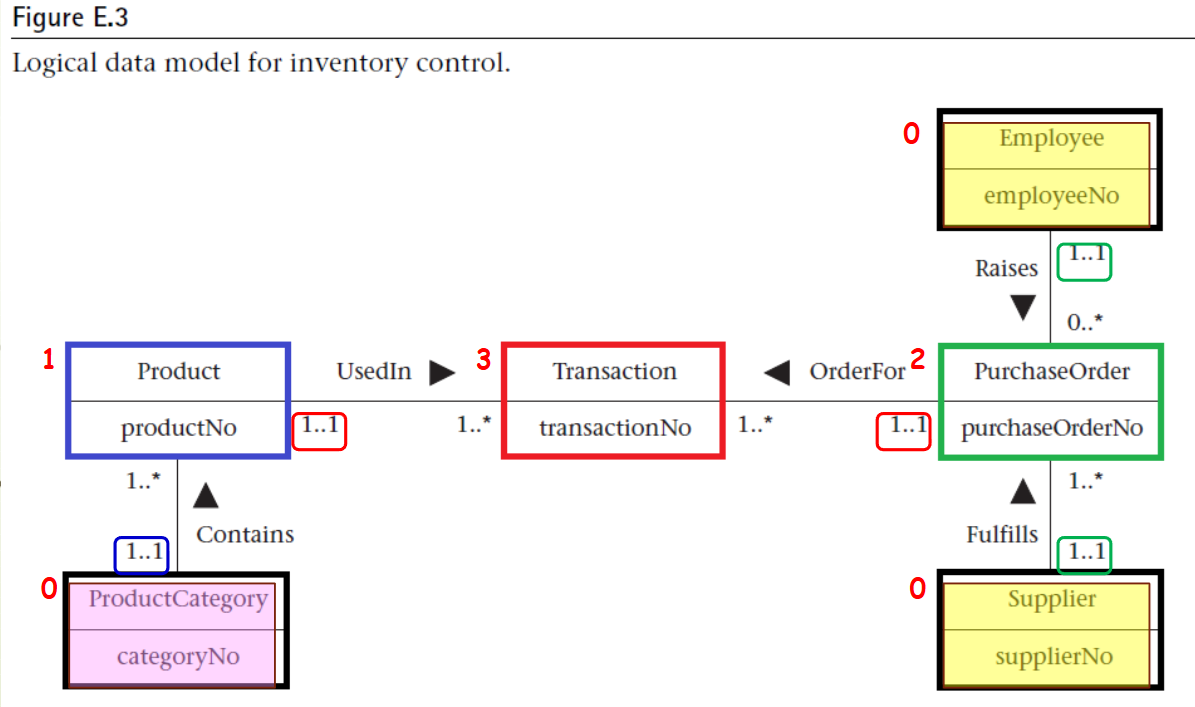 Figure E.3
Logical data model for inventory control.
0
Employee
employeeNo
1..1
Raises
0..*
1
Product
productNo
UsedIn
1..1
1..*
3
Transaction
transactionNo
OrderFor
1..*
1..1
2
PurchaseOrder
purchaseOrderNo
1..*
Contains
1..1
1..*
Fulfills
1..1
0
ProductCategory
categoryNo
0
Supplier
supplierNo